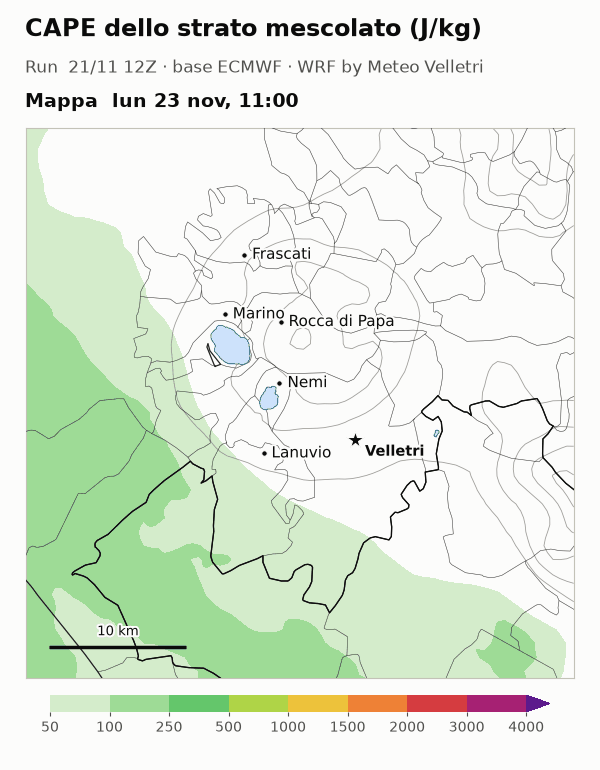 CAPE dello strato mescolato (J/kg)
Run  21/11 12Z · base ECMWF · WRF by Meteo Velletri
Mappa  lun 23 nov, 11:00
Frascati
Marino
Rocca di Papa
Nemi
Velletri
Lanuvio
10 km
50 100 250 500 1000 1500 2000 3000 4000